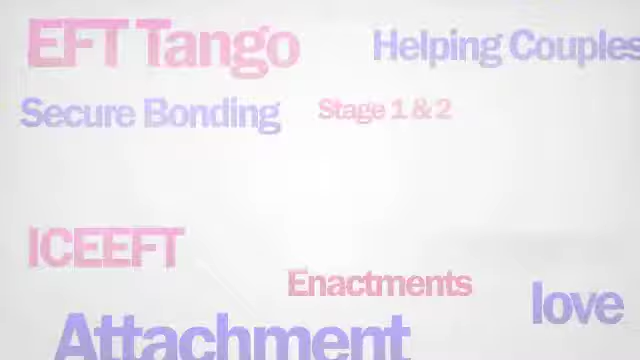 EFT Tango
Helping Couples
Secure Bonding
Stage 1 & 2
ICEEFT
Enactments
love
Attachment